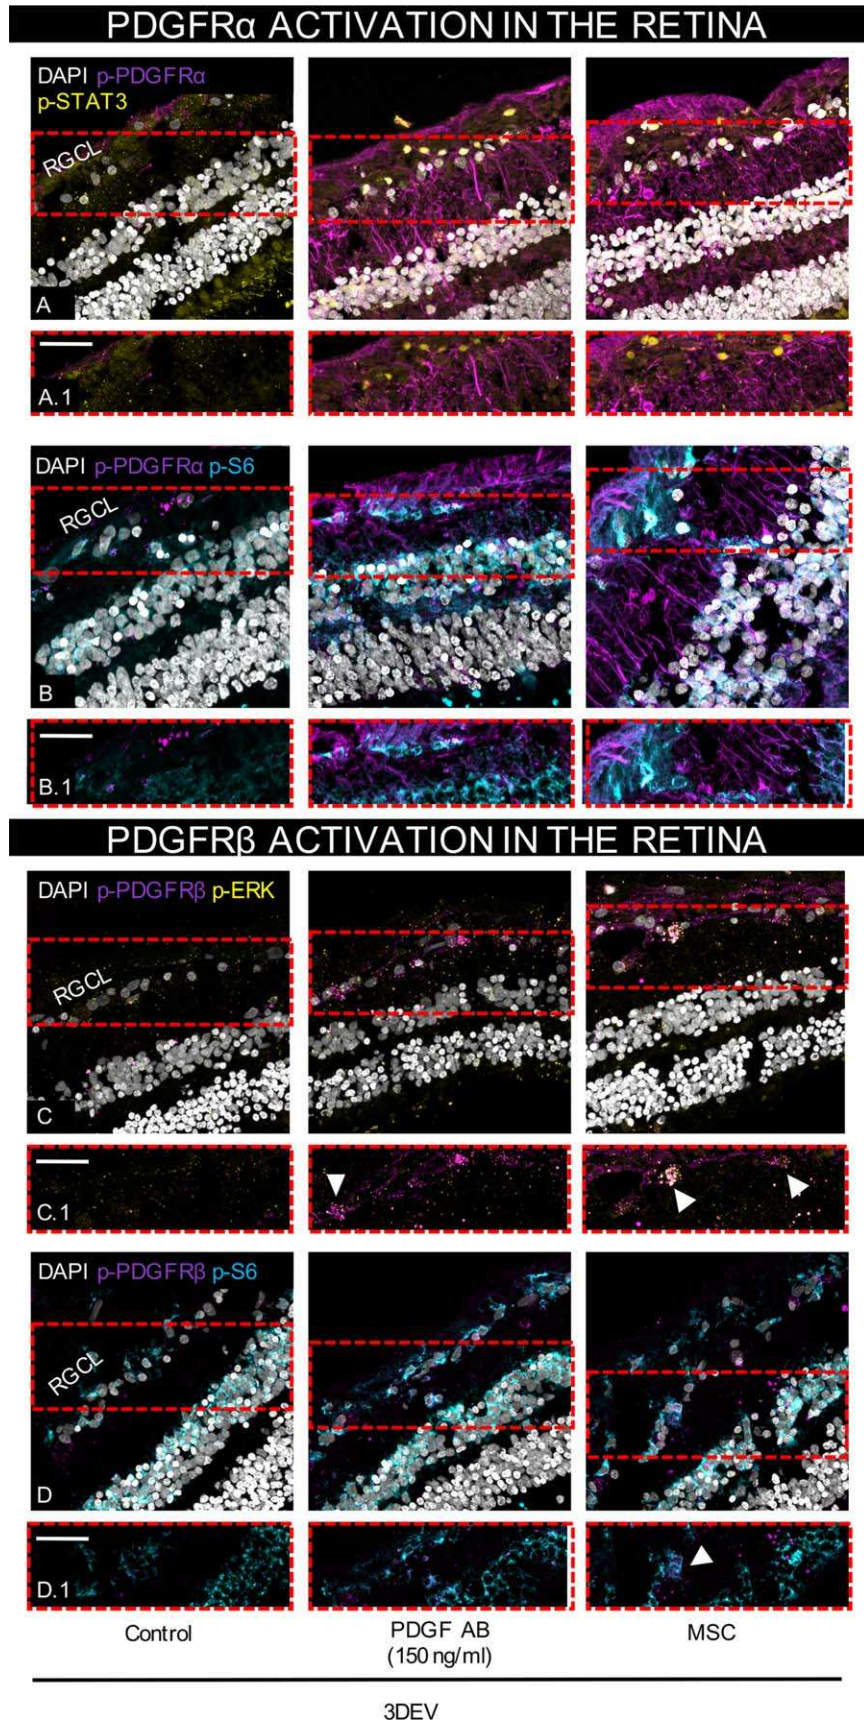 PDGFRα ACTIVATION IN THE RETINA
DAPI p-PDGFRα
p-STAT3
RGCL
A
A.1
DAPI p-PDGFRα p-S6
RGCL
B
B.1
PDGFRβ ACTIVATION IN THE RETINA
DAPI p-PDGFRβ p-ERK
RGCL
C
C.1
DAPI p-PDGFRβ p-S6
RGCL
D
D.1
Control
PDGF AB
(150 ng/ml)
MSC
3DEV